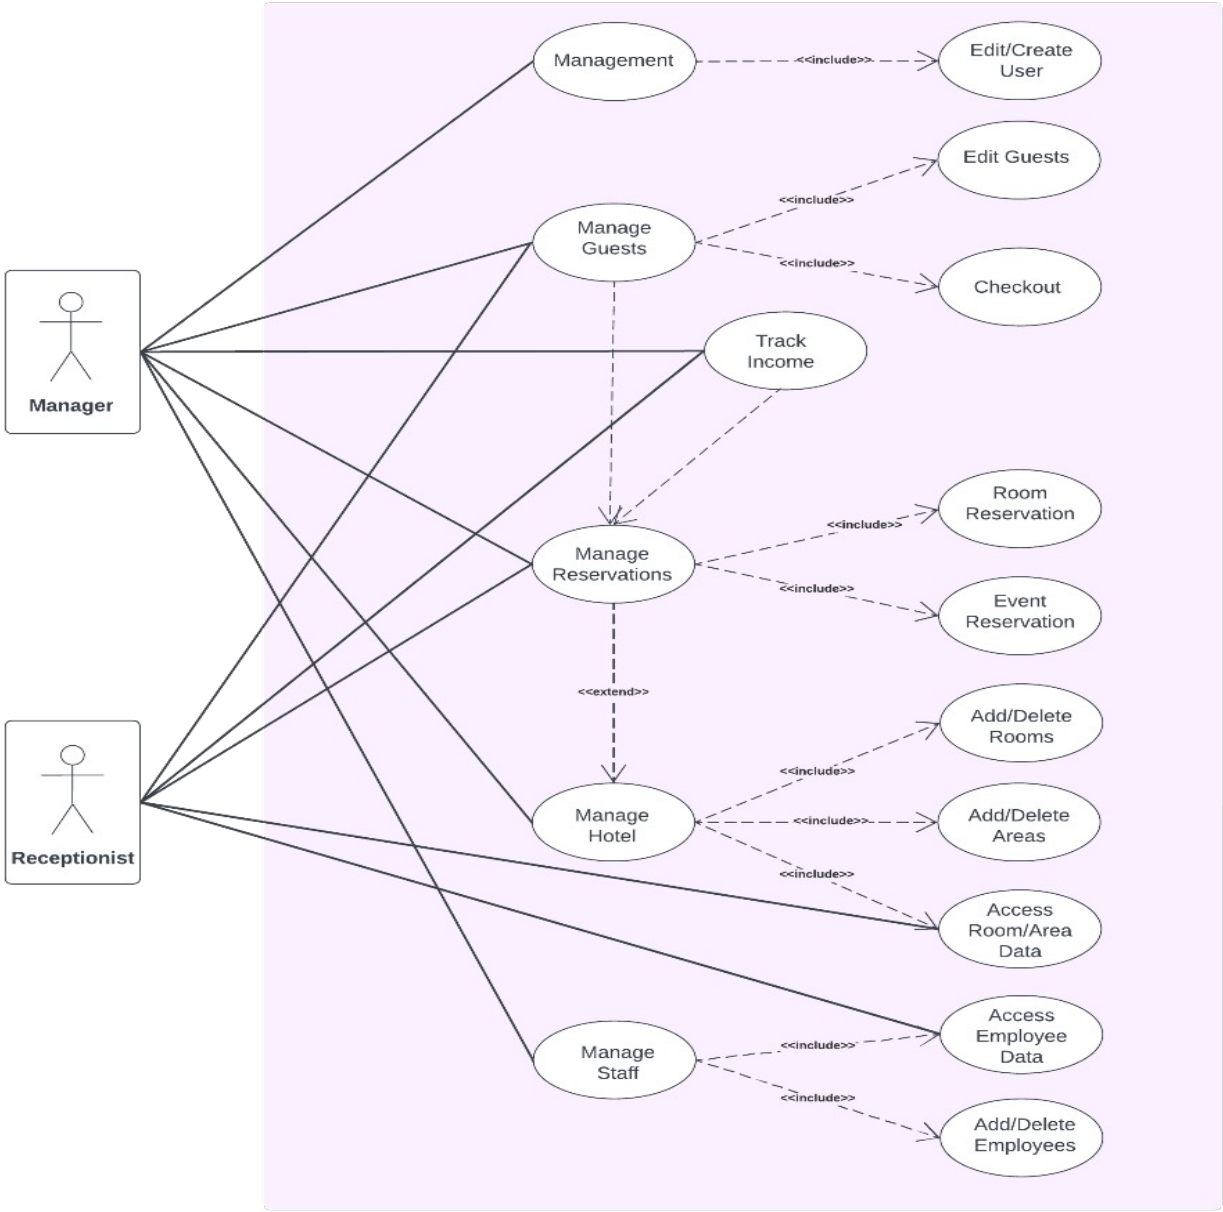 Management
<<include>>
Edit/Create
User
Edit Guests
<<include>>
Manage
Guests
<<include>>
Checkout
Track
Income
Manager
Room
Reservation
<<include>>
Manage
Reservations
<<include>>
Event
Reservation
<<extend>>
Add/Delete
Rooms
<<include>>
Manage
Hotel
<<include>>
Add/Delete
Areas
Receptionist
<<include>>
Access
Room/Area
Data
Access
Employee
Data
<<include>>
Manage
Staff
<<include>>
Add/Delete
Employees